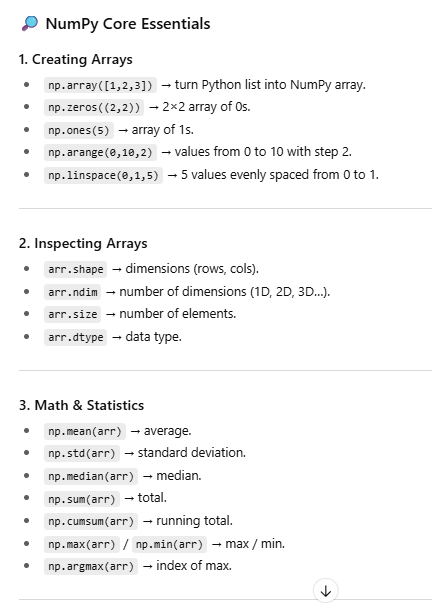 🔎 NumPy Core Essentials
1. Creating Arrays
• np.array([1,2,3]) → turn Python list into NumPy array.
• np.zeros((2,2)) → 2×2 array of 0s.
• np.ones(5) → array of 1s.
• np.arange(0,10,2) → values from 0 to 10 with step 2.
• np.linspace(0,1,5) → 5 values evenly spaced from 0 to 1.
2. Inspecting Arrays
• arr.shape → dimensions (rows, cols).
• arr.ndim → number of dimensions (1D, 2D, 3D…).
• arr.size → number of elements.
• arr.dtype → data type.
3. Math & Statistics
• np.mean(arr) → average.
• np.std(arr) → standard deviation.
• np.median(arr) → median.
• np.sum(arr) → total.
• np.cumsum(arr) → running total.
• np.max(arr) / np.min(arr) → max / min.
• np.argmax(arr) → index of max.